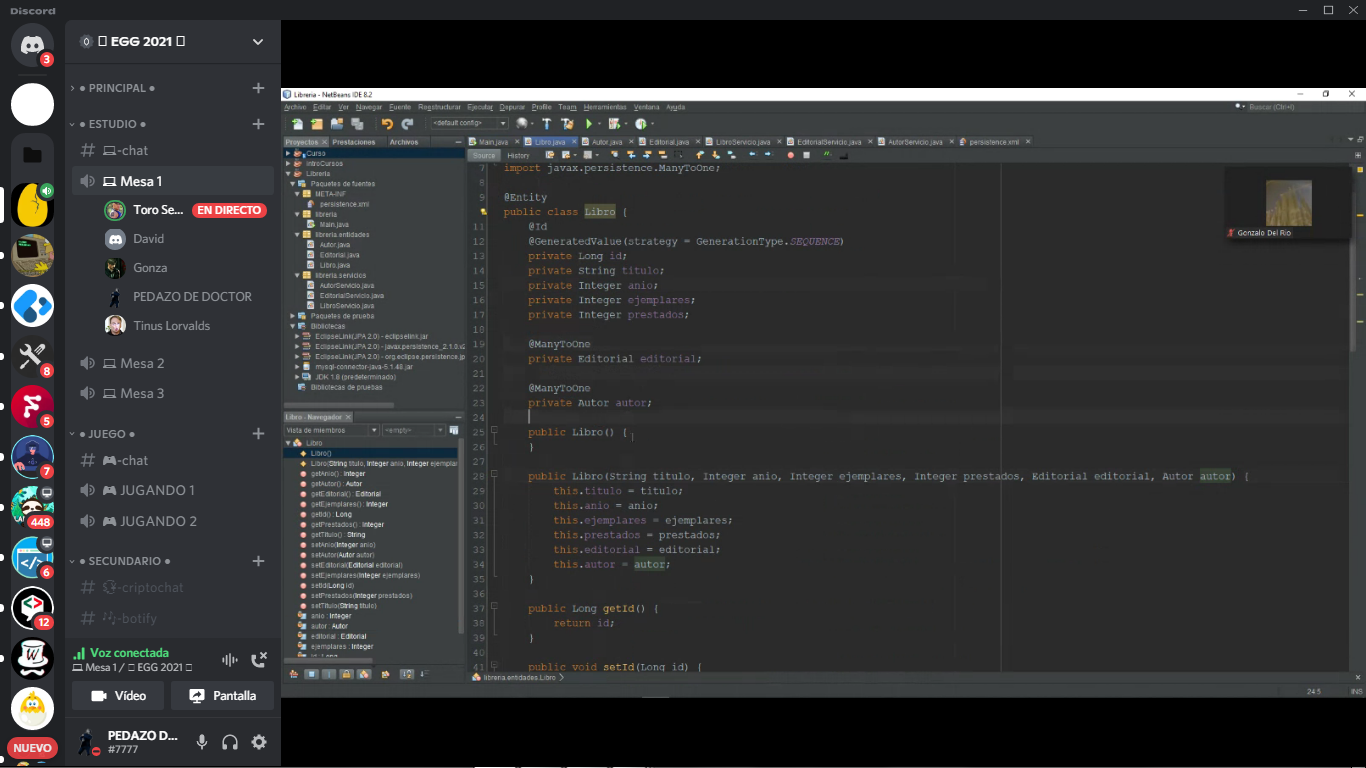 Discord
EGG 2021
● PRINCIPAL ●
● ESTUDIO ●
-chat
Mesa 1
Toro Se... EN DIRECTO
David
Gonza
PEDAZO DE DOCTOR
Tinus Lorvalds
Mesa 2
Mesa 3
● JUEGO ●
-chat
JUGANDO 1
JUGANDO 2
● SECUNDARIO ●
-criptochat
-botify
Voz conectada
Mesa 1 / EGG 2021
Vídeo
Pantalla
PEDAZO D...
#7777
3
8
5
7
448
6
12
NUEVO
Libreria - NetBeans IDE 8.2
Archivo Editar Ver Navegar Fuente Reestructurar Ejecutar Depurar Profile Team Herramientas Ventana Ayuda
Buscar (Ctrl+I)
<default config>
Proyectos Prestaciones Archivos
Curso
IntroCursos
Libreria
Paquetes de fuentes
META-INF
persistence.xml
libreria
Main.java
libreria.entidades
Autor.java
Editorial.java
Libro.java
libreria.servicios
AutorServicio.java
EditorialServicio.java
LibroServicio.java
Paquetes de prueba
Bibliotecas
EclipseLink(JPA 2.0) - eclipselink.jar
EclipseLink(JPA 2.0) - javax.persistence_2.1.0.v2
EclipseLink(JPA 2.0) - org.eclipse.persistence.jp
mysql-connector-java-5.1.46.jar
JDK 1.8 (predeterminado)
Bibliotecas de pruebas
Libro - Navegador
Vista de miembros <empty>
Libro
Libro()
Libro(String titulo, Integer anio, Integer ejemplar
getAnio() : Integer
getAutor() : Autor
getEditorial() : Editorial
getEjemplares() : Integer
getId() : Long
getPrestados() : Integer
getTitulo() : String
setAnio(Integer anio)
setAutor(Autor autor)
setEditorial(Editorial editorial)
setEjemplares(Integer ejemplares)
setId(Long id)
setPrestados(Integer prestados)
setTitulo(String titulo)
anio : Integer
autor : Autor
editorial : Editorial
ejemplares : Integer
Main.java Libro.java Autor.java Editorial.java LibroServicio.java EditorialServicio.java AutorServicio.java persistence.xml
Source History
7 import javax.persistence.ManyToOne;
8
9 @Entity
public class Libro {
11 @Id
12 @GeneratedValue(strategy = GenerationType.SEQUENCE)
13 private Long id;
14 private String titulo;
15 private Integer anio;
16 private Integer ejemplares;
17 private Integer prestados;
18
19 @ManyToOne
20 private Editorial editorial;
21
22 @ManyToOne
23 private Autor autor;
24
25 public Libro() {
26 }
27
28 public Libro(String titulo, Integer anio, Integer ejemplares, Integer prestados, Editorial editorial, Autor autor) {
29 this.titulo = titulo;
30 this.anio = anio;
31 this.ejemplares = ejemplares;
32 this.prestados = prestados;
33 this.editorial = editorial;
34 this.autor = autor;
35 }
36
37 public Long getId() {
38 return id;
39 }
40
41 public void setId(Long id) {
libreria.entidades.Libro
24:5 INS
Gonzalo Del Rio